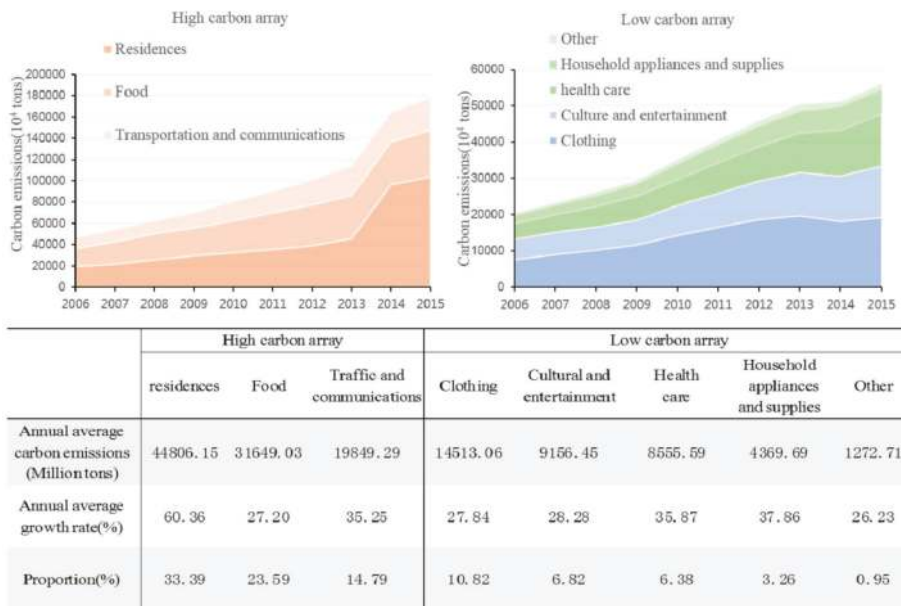 High carbon array
Residences
Food
Transportation and communications
Carbon emissions(10⁴ tons)
200000
180000
160000
140000
120000
100000
80000
60000
40000
20000
0
2006 2007 2008 2009 2010 2011 2012 2013 2014 2015
Low carbon array
Other
Household appliances and supplies
health care
Culture and entertainment
Clothing
Carbon emissions(10⁴ tons)
60000
50000
40000
30000
20000
10000
0
2006 2007 2008 2009 2010 2011 2012 2013 2014 2015
High carbon array Low carbon array
residences Food Traffic and communications Clothing Cultural and entertainment Health care Household appliances and supplies Other
Annual average carbon emissions (Million tons) 44806.15 31649.03 19849.29 14513.06 9156.45 8555.59 4369.69 1272.71
Annual average growth rate(%) 60.36 27.20 35.25 27.84 28.28 35.87 37.86 26.23
Proportion(%) 33.39 23.59 14.79 10.82 6.82 6.38 3.26 0.95